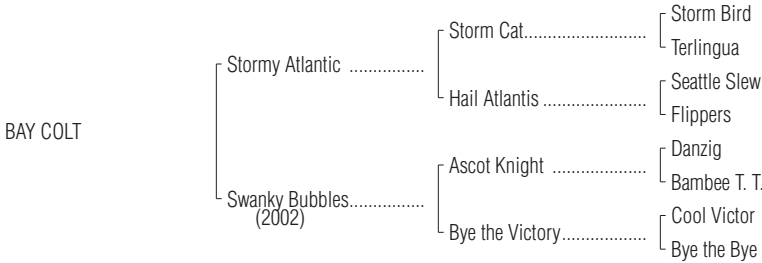 Storm Bird
Storm Cat..........................
Terlingua
Stormy Atlantic ................
Seattle Slew
Hail Atlantis ......................
Flippers
BAY COLT
Danzig
Ascot Knight ....................
Bambee T. T.
Swanky Bubbles................
(2002)
Cool Victor
Bye the Victory..................
Bye the Bye